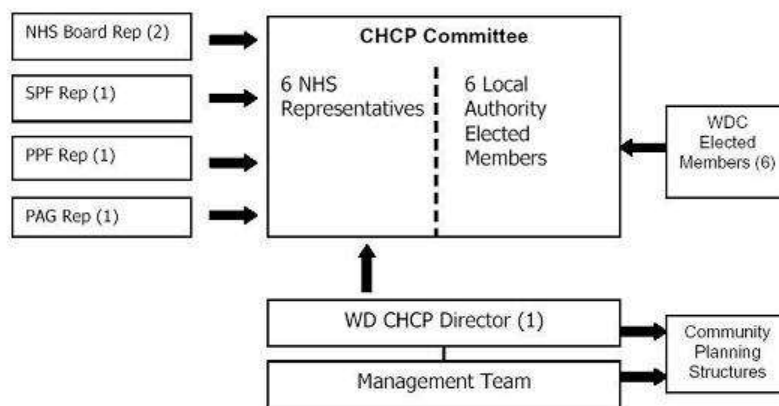 NHS Board Rep (2)
SPF Rep (1)
PPF Rep (1)
PAG Rep (1)
CHCP Committee
6 NHS
Representatives
6 Local
Authority
Elected
Members
WDC
Elected
Members (6)
WD CHCP Director (1)
Management Team
Community
Planning
Structures